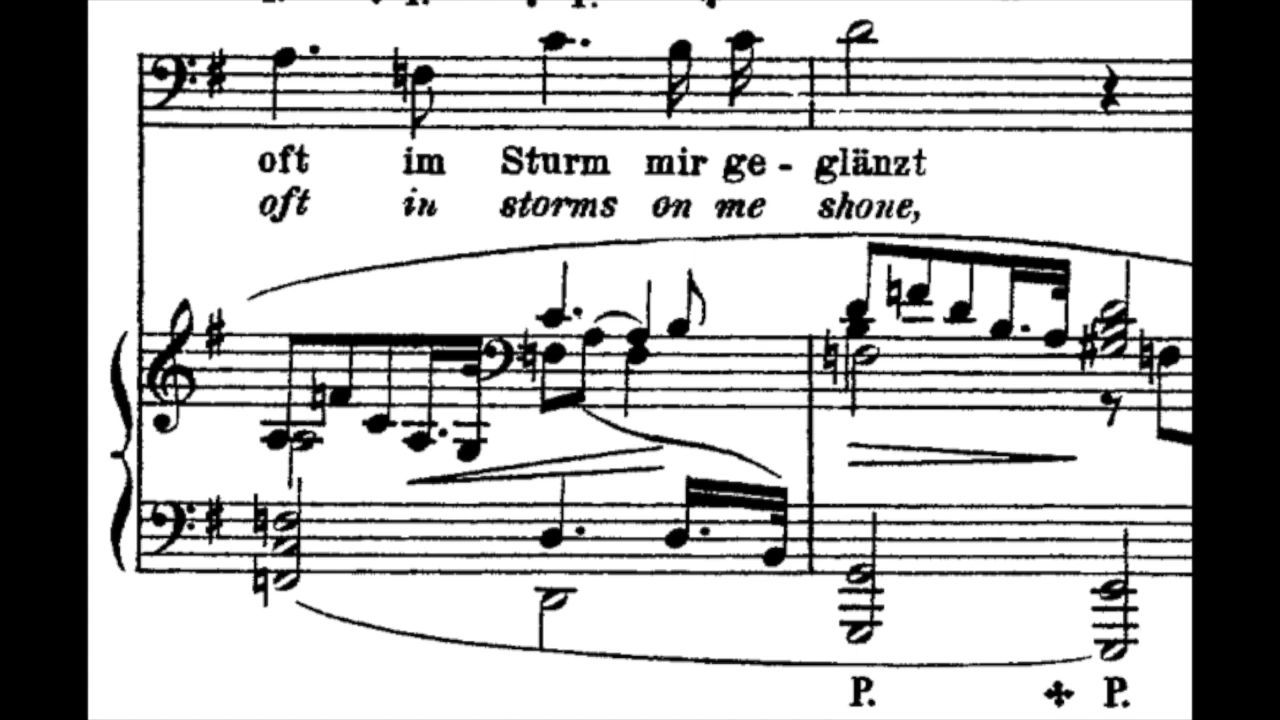 oft im Sturm mir ge - glänzt
oft in storms on me shone,
P. P.